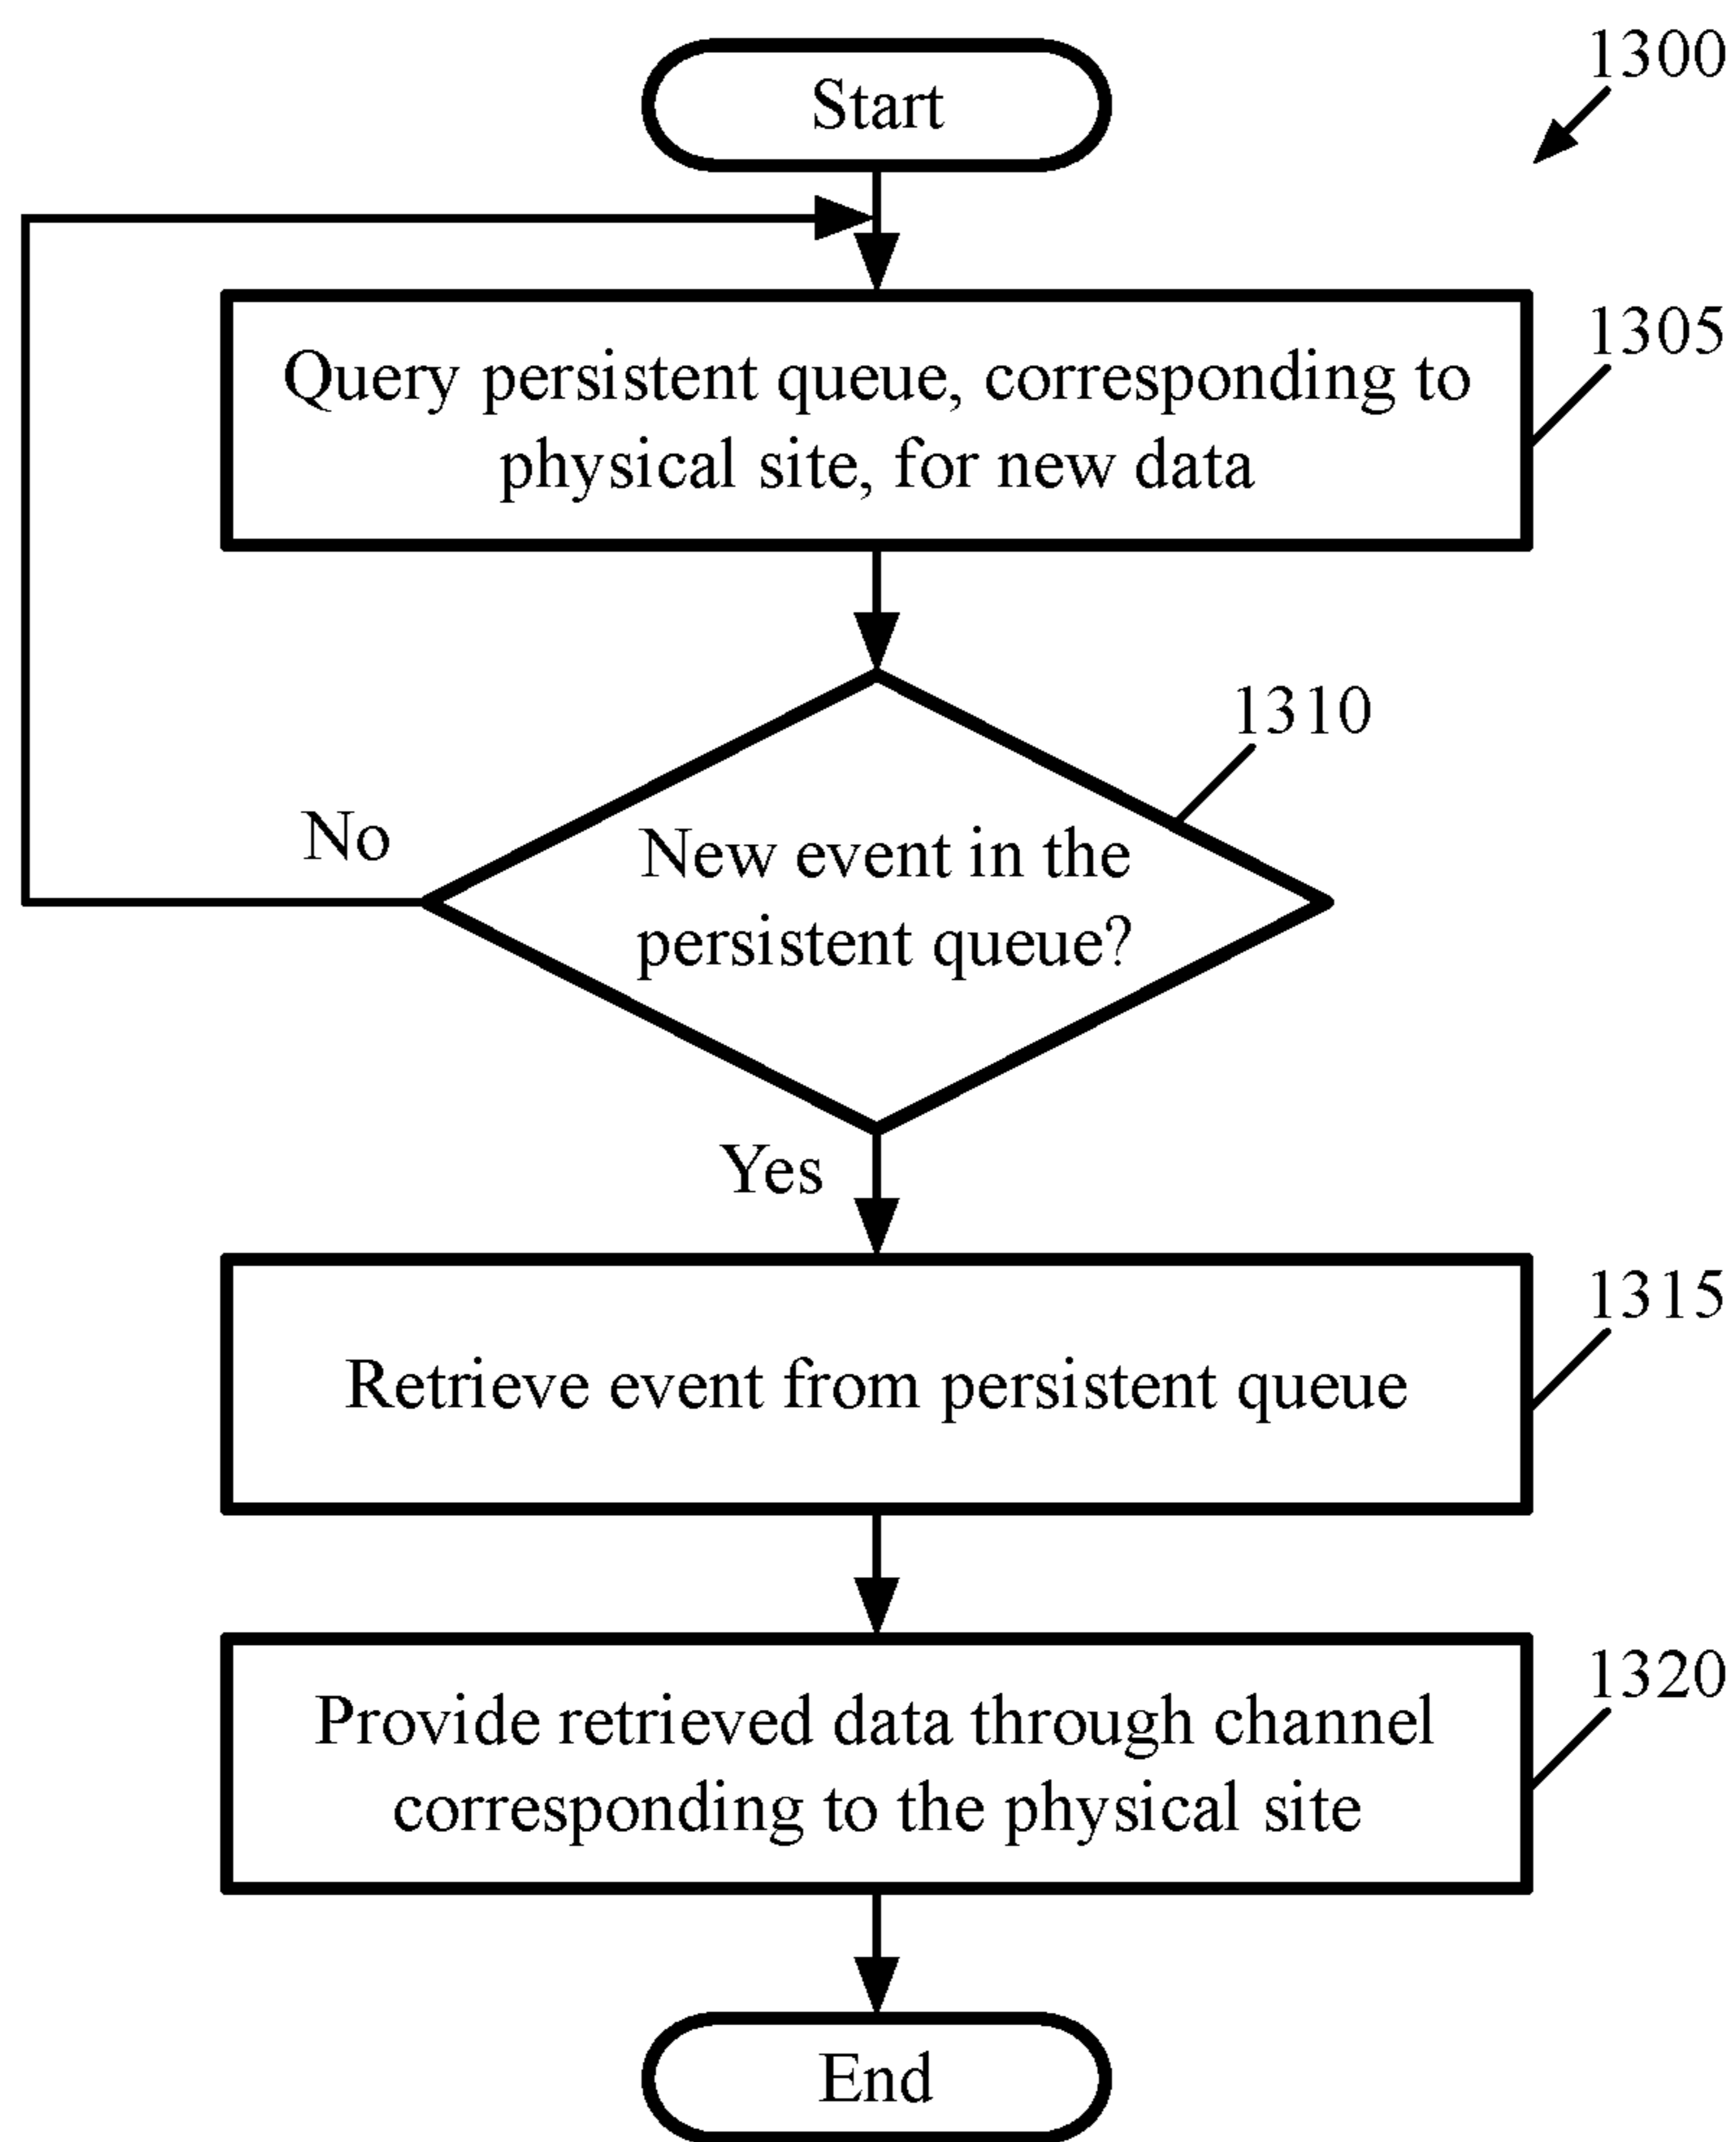 1300
Start
1305
Query persistent queue, corresponding to
physical site, for new data
1310
No
New event in the
persistent queue?
Yes
1315
Retrieve event from persistent queue
1320
Provide retrieved data through channel
corresponding to the physical site
End